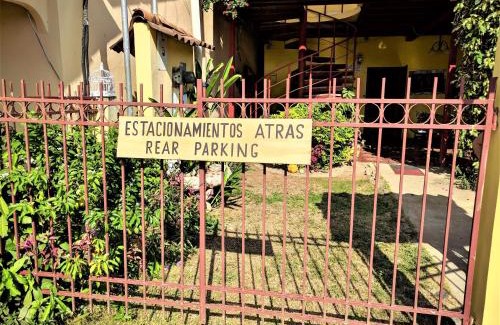 ESTACIONAMIENTOS ATRAS
REAR PARKING